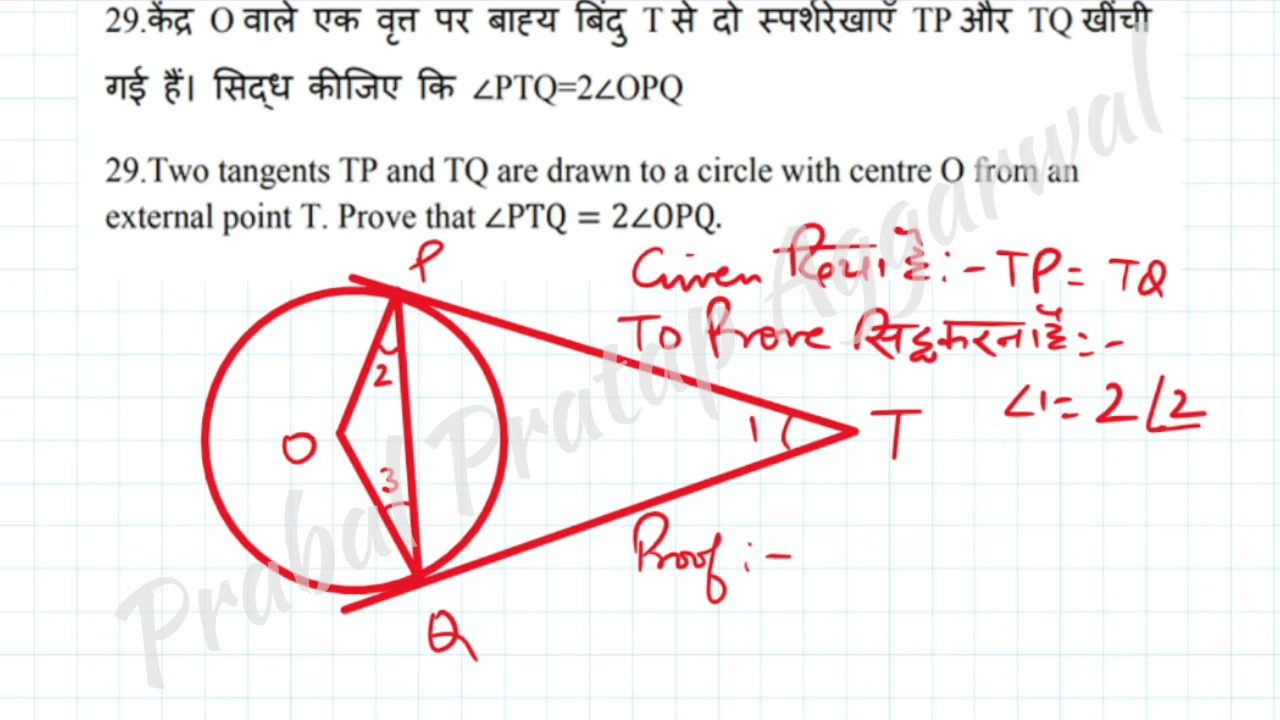 29.केंद्र O वाले एक वृत्त पर बाह्य बिंदु T से दो स्पर्शरेखाएँ TP और TQ खींची
गई हैं। सिद्ध कीजिए कि ∠PTQ=2∠OPQ
29.Two tangents TP and TQ are drawn to a circle with centre O from an
external point T. Prove that ∠PTQ = 2∠OPQ.
P
Given दिया है:- TP = TQ
To Prove सिद्ध करना है:-
∠1 = 2∠2
2
1
T
O
3
Proof:-
Q
Prabal Pratap Aggarwal